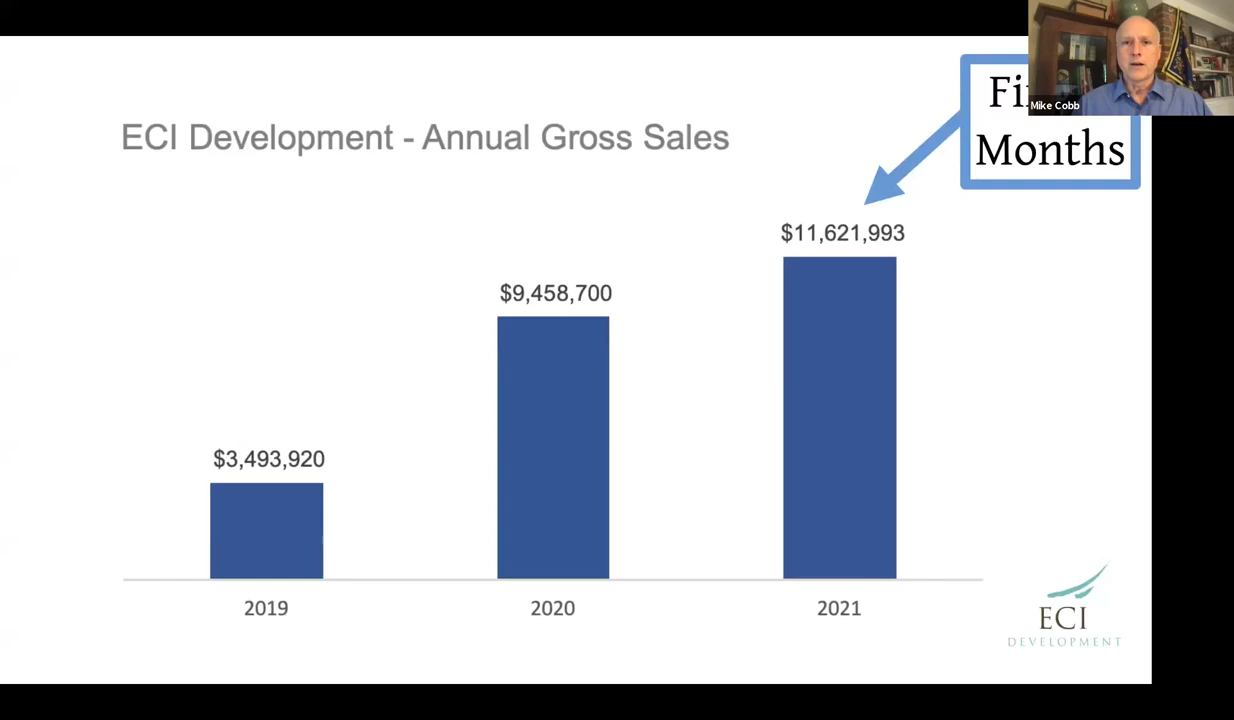 ECI Development - Annual Gross Sales
Mike Cobb
Months
$11,621,993
$9,458,700
$3,493,920
2019
2020
2021
ECI
DEVELOPMENT